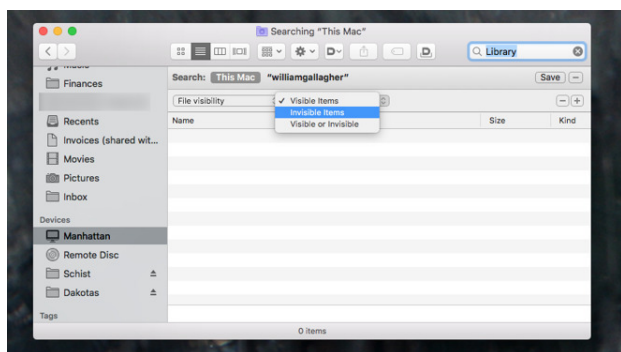 Searching "This Mac"
Library
Search: This Mac "williamgallagher"
Save
File visibility
✓ Visible Items
Invisible Items
Visible or Invisible
Name
Size
Kind
Finances
Recents
Invoices (shared wit...
Movies
Pictures
Inbox
Devices
Manhattan
Remote Disc
Schist
Dakotas
Tags
0 items